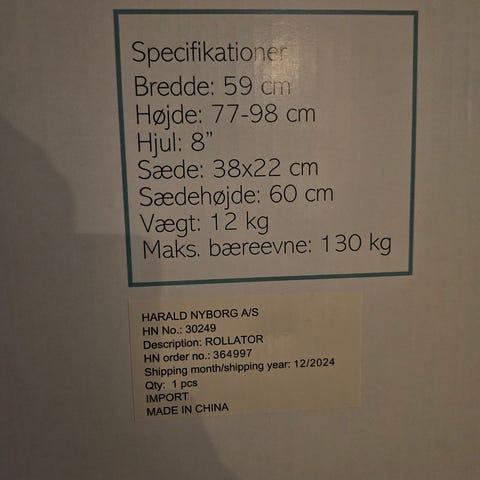 Specifikationer
Bredde: 59 cm
Højde: 77-98 cm
Hjul: 8”
Sæde: 38x22 cm
Sædehøjde: 60 cm
Vægt: 12 kg
Maks. bæreevne: 130 kg
HARALD NYBORG A/S
HN No.: 30249
Description: ROLLATOR
HN order no.: 364997
Shipping month/shipping year: 12/2024
Qty: 1 pcs
IMPORT
MADE IN CHINA